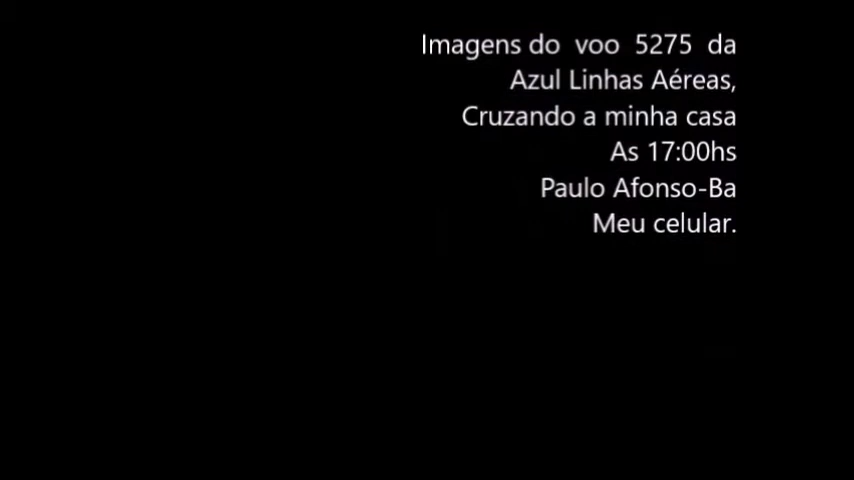 Imagens do voo 5275 da
Azul Linhas Aéreas,
Cruzando a minha casa
As 17:00hs
Paulo Afonso-Ba
Meu celular.